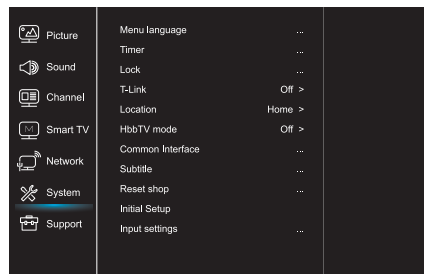 Picture
Sound
Channel
Smart TV
Network
System
Support
Menu language ...
Timer ...
Lock ...
T-Link Off >
Location Home >
HbbTV mode Off >
Common Interface ...
Subtitle ...
Reset shop ...
Initial Setup
Input settings ...